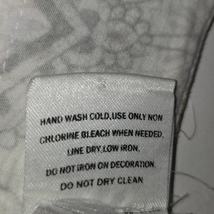 HAND WASH COLD, USE ONLY NON
CHLORINE BLEACH WHEN NEEDED,
LINE DRY, LOW IRON,
DO NOT IRON ON DECORATION,
DO NOT DRY CLEAN